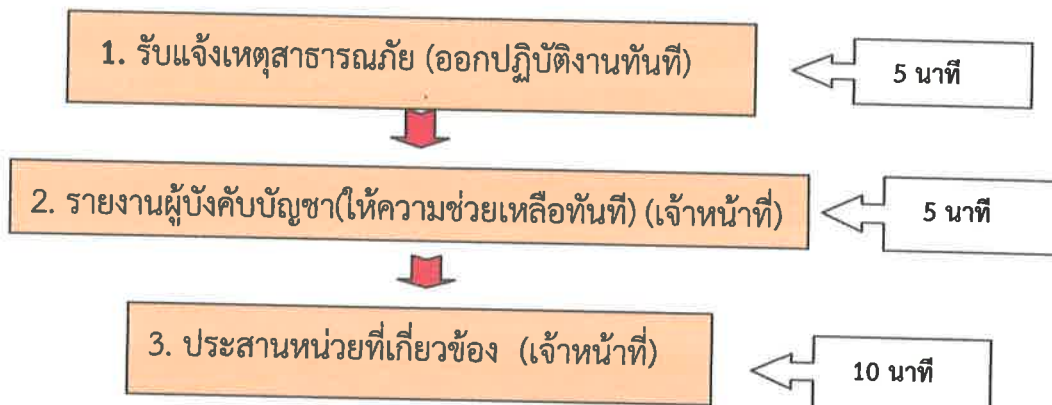 1. รับแจ้งเหตุสาธารณภัย (ออกปฏิบัติงานทันที)
5 นาที
2. รายงานผู้บังคับบัญชา(ให้ความช่วยเหลือทันที) (เจ้าหน้าที่)
5 นาที
3. ประสานหน่วยที่เกี่ยวข้อง (เจ้าหน้าที่)
10 นาที